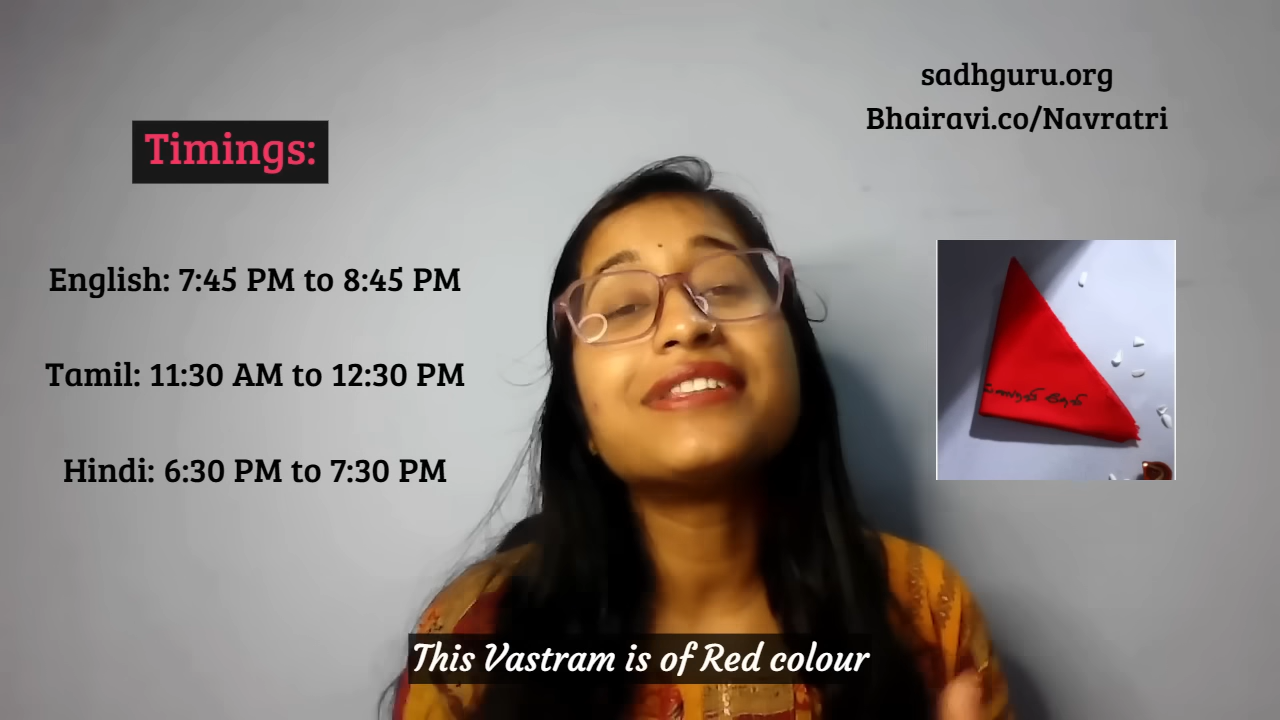 sadhguru.org
Bhairavi.co/Navratri
Timings:
English: 7:45 PM to 8:45 PM
Tamil: 11:30 AM to 12:30 PM
Hindi: 6:30 PM to 7:30 PM
This Vastram is of Red colour